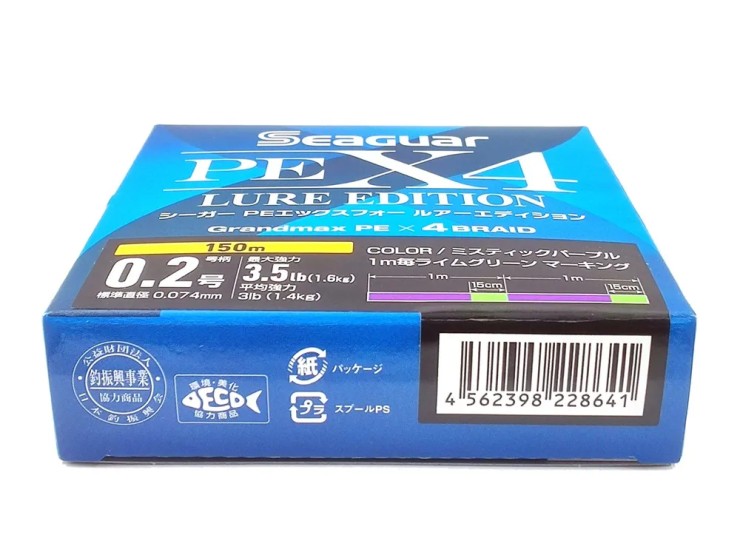 Seaguar
PE X4
LURE EDITION
シーガー PEエックスフォー ルアーエディション
Grandmax PE × 4BRAID
150m
0.2号
号柄
標準直径 0.074mm
最大強力
3.5lb(1.6kg)
平均強力
3lb(1.4kg)
COLOR / ミスティックパープル
1m毎ライムグリーン マーキング
1m 1m
15cm 15cm
公益財団法人
釣振興事業
協力商品
日本釣振興会
環境・美化
ECO
協力商品
紙 パッケージ
プラ スプールPS
4 562398 228641